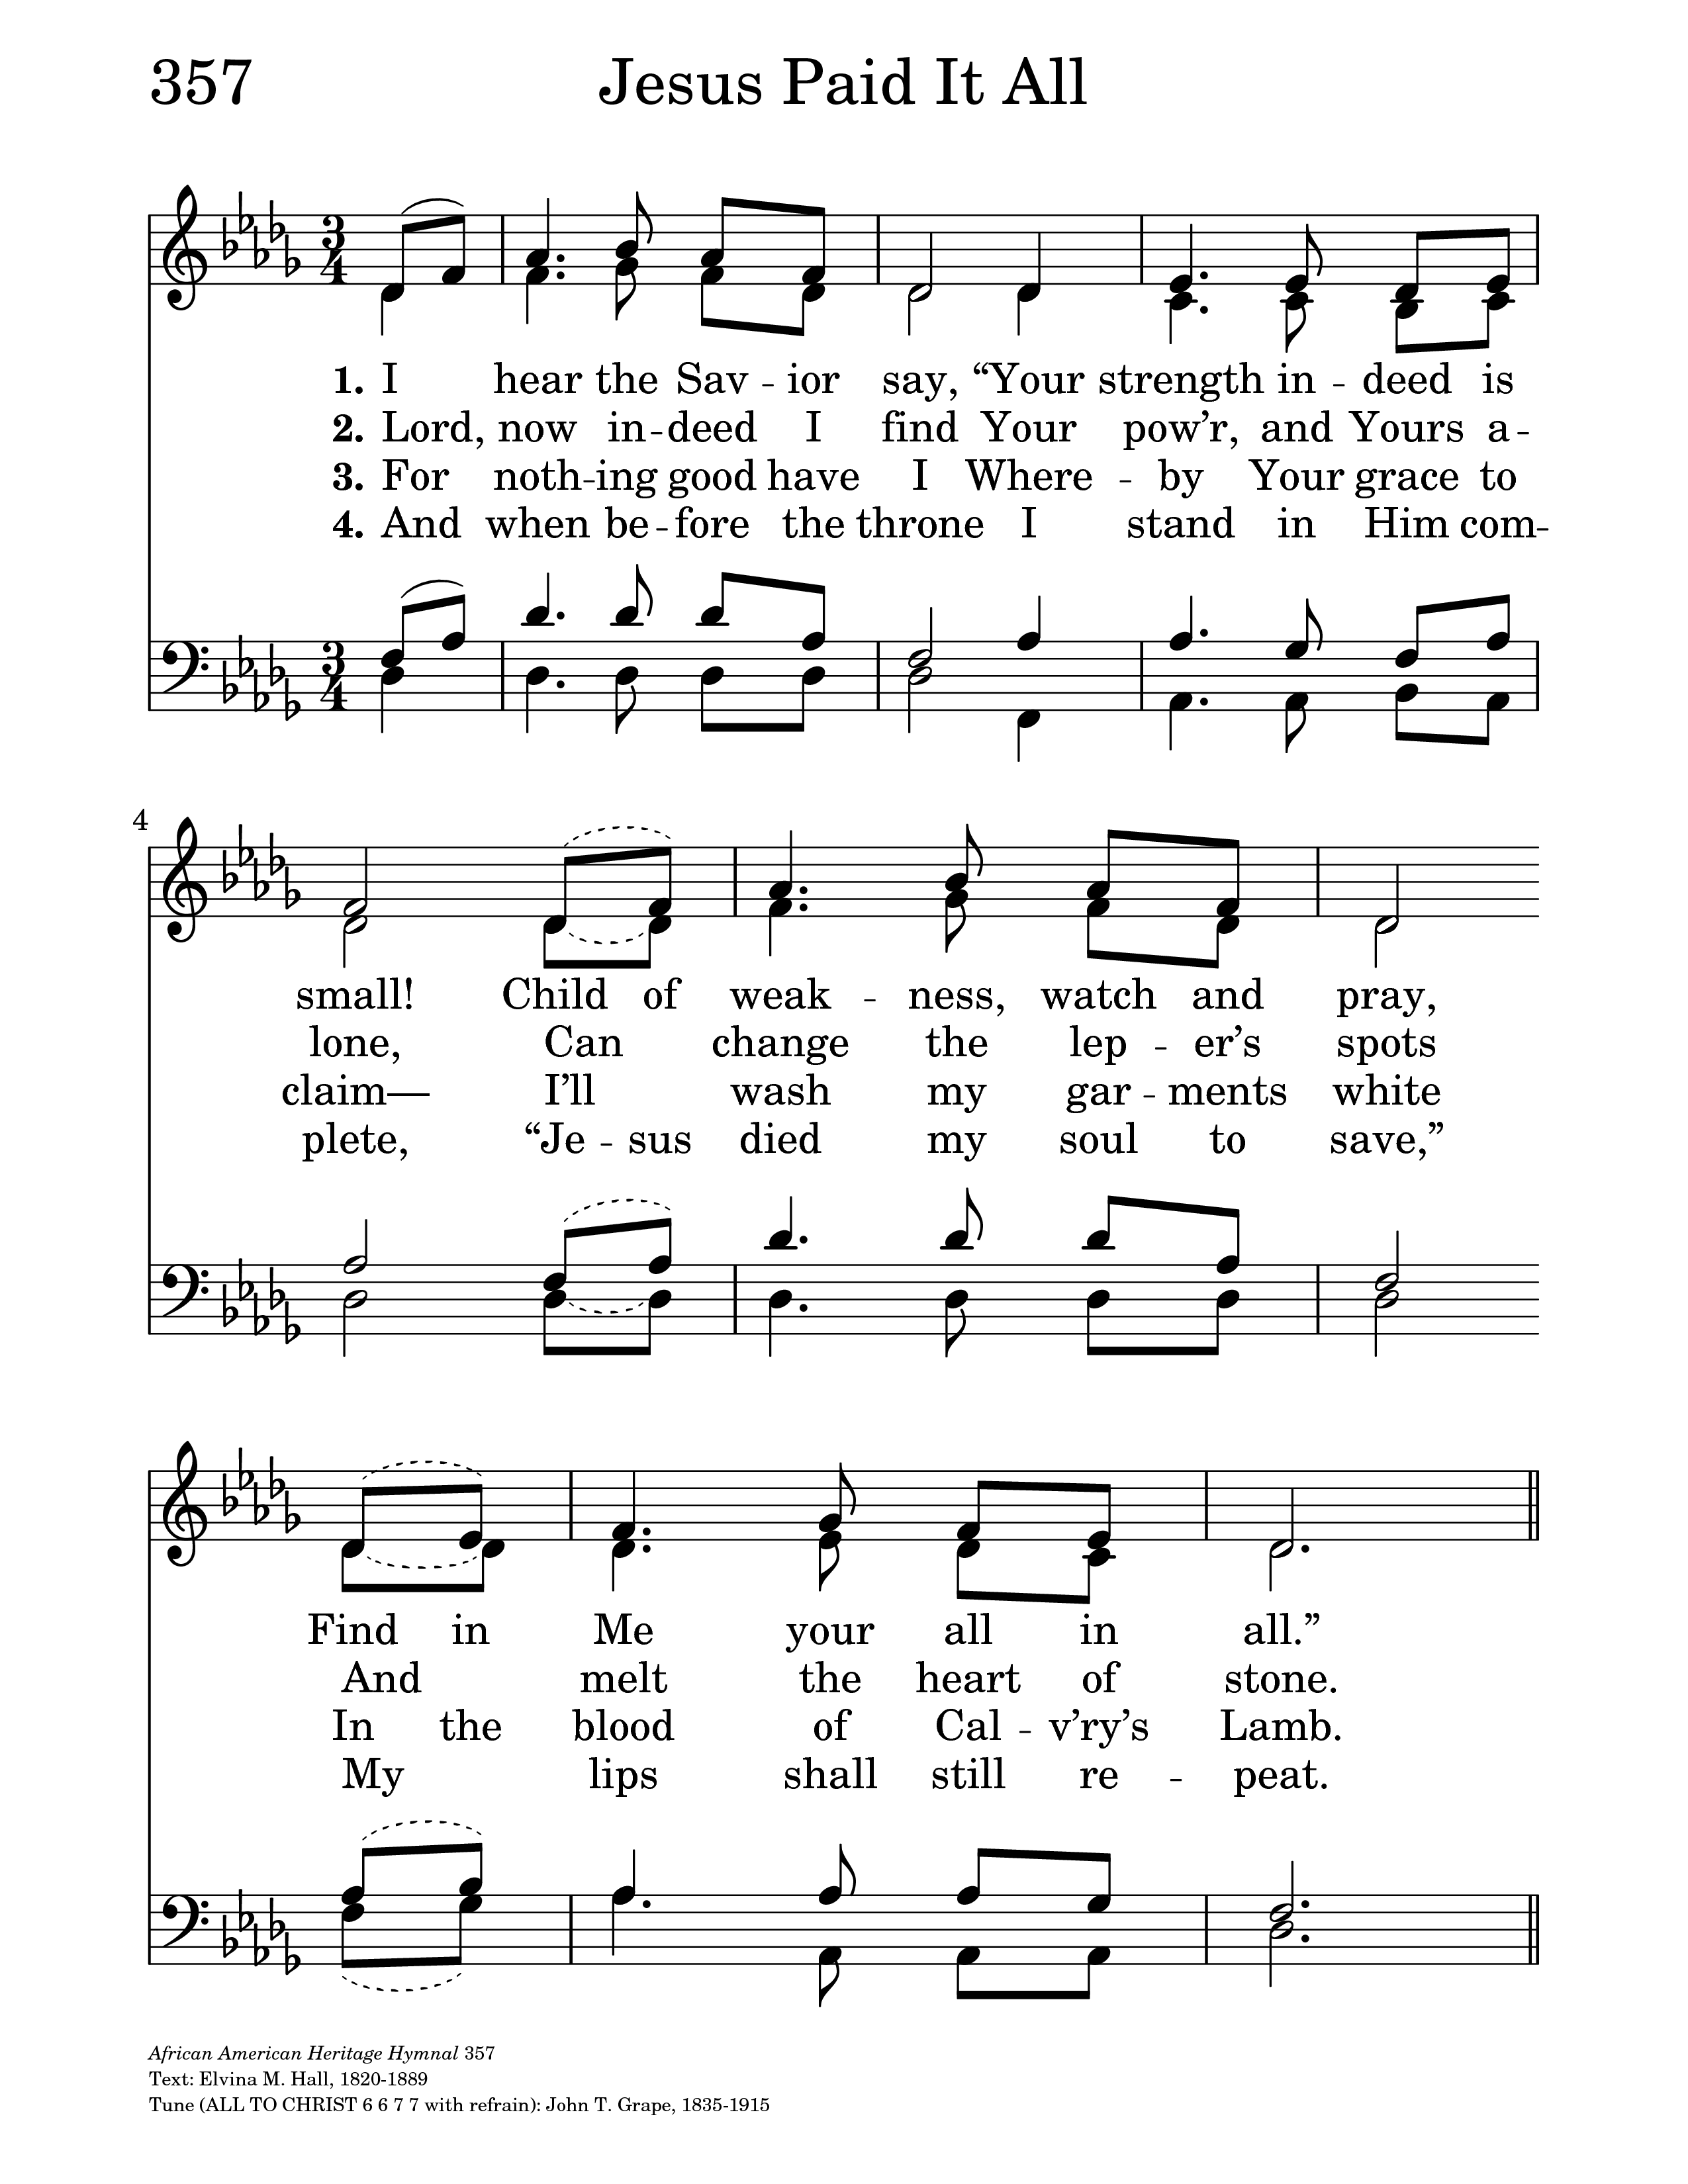 357 Jesus Paid It All
1. I hear the Sav -- ior say, “Your strength in -- deed is
2. Lord, now in -- deed I find Your pow’r, and Yours a --
3. For noth -- ing good have I Where -- by Your grace to
4. And when be -- fore the throne I stand in Him com --
4
small! Child of weak -- ness, watch and pray,
lone, Can change the lep -- er’s spots
claim— I’ll wash my gar -- ments white
plete, “Je -- sus died my soul to save,”
Find in Me your all in all.”
And melt the heart of stone.
In the blood of Cal -- v’ry’s Lamb.
My lips shall still re -- peat.
African American Heritage Hymnal 357
Text: Elvina M. Hall, 1820-1889
Tune (ALL TO CHRIST 6 6 7 7 with refrain): John T. Grape, 1835-1915